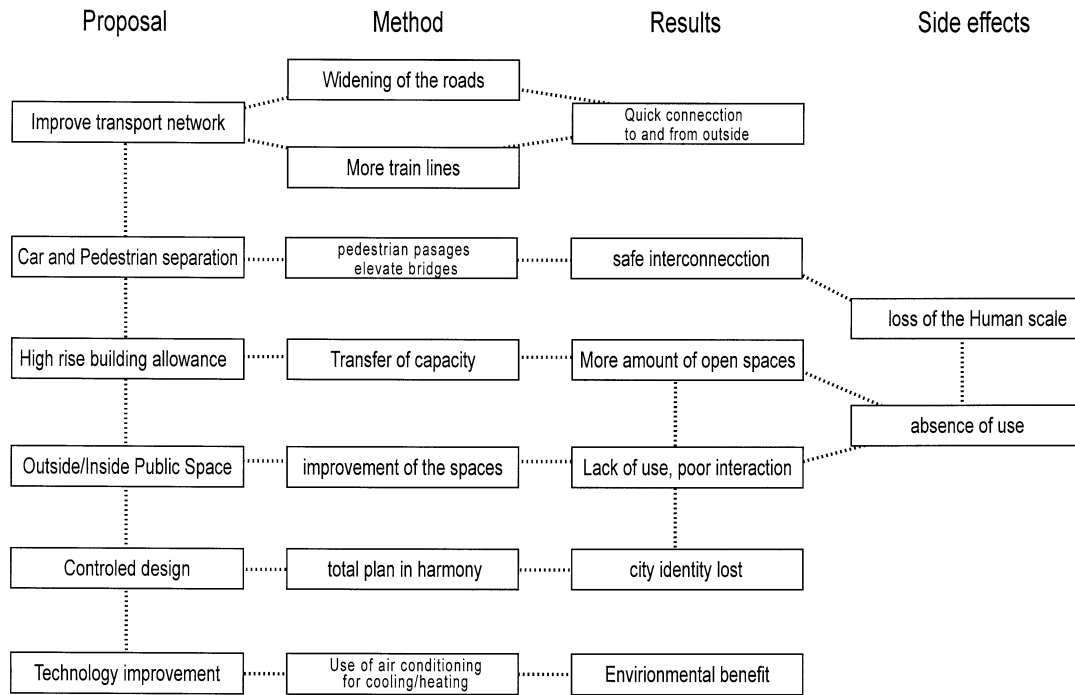 Proposal
Method
Results
Side effects
Improve transport network
Widening of the roads
More train lines
Quick connecction
to and from outside
Car and Pedestrian separation
pedestrian pasages
elevate bridges
safe interconnecction
loss of the Human scale
High rise building allowance
Transfer of capacity
More amount of open spaces
absence of use
Outside/Inside Public Space
improvement of the spaces
Lack of use, poor interaction
Controled design
total plan in harmony
city identity lost
Technology improvement
Use of air conditioning
for cooling/heating
Envirionmental benefit